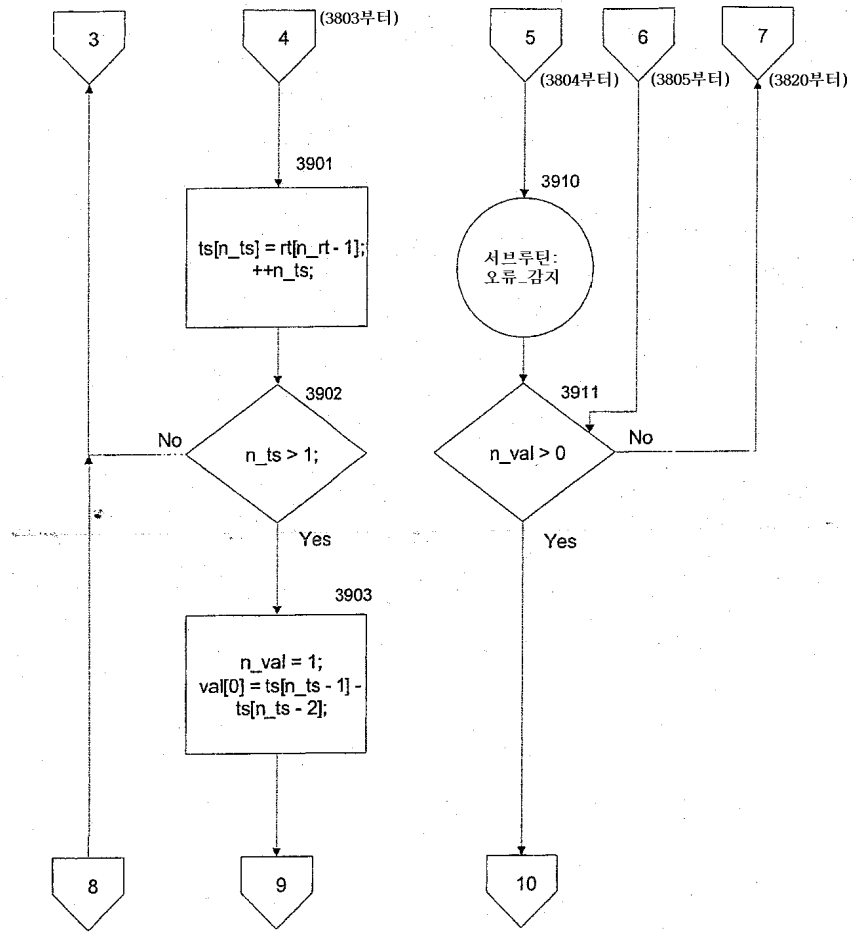 3
4
(3803부터)
5
(3804부터)
6
(3805부터)
7
(3820부터)
3901
ts[n_ts] = rt[n_rt - 1];
++n_ts;
3910
서브루틴:
오류_감지
3902
n_ts > 1;
No
Yes
3911
n_val > 0
No
Yes
3903
n_val = 1;
val[0] = ts[n_ts - 1] -
ts[n_ts - 2];
8
9
10